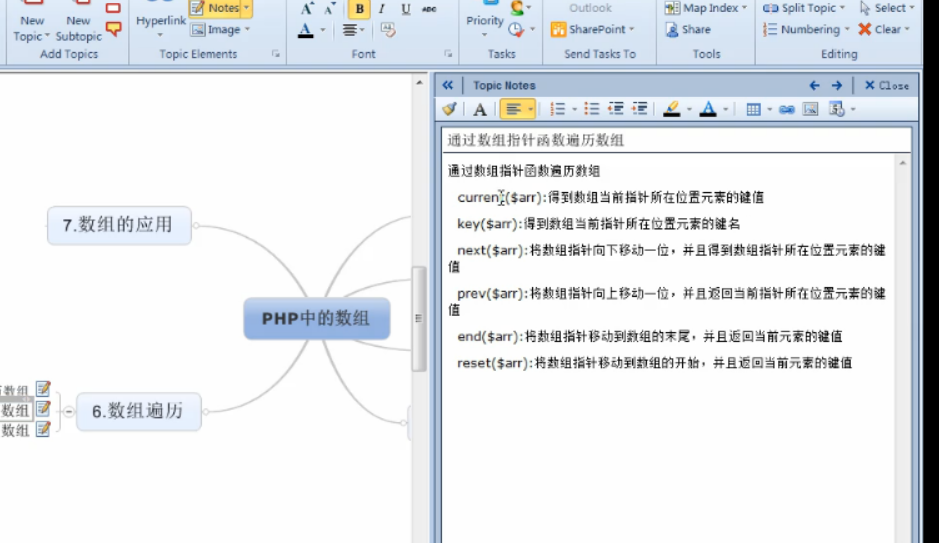 Notes
New
New
Hyperlink
Image
B
I
U
ABC
A
Priority
Outlook
SharePoint
Map Index
Share
Split Topic
Numbering
Select
Clear
Topic
Subtopic
Add Topics
Topic Elements
Font
Tasks
Send Tasks To
Tools
Editing
Topic Notes
Close
通过数组指针函数遍历数组
通过数组指针函数遍历数组
current($arr):得到数组当前指针所在位置元素的键值
key($arr):得到数组当前指针所在位置元素的键名
next($arr):将数组指针向下移动一位，并且得到数组指针所在位置元素的键
值
prev($arr):将数组指针向上移动一位，并且返回当前指针所在位置元素的键
值
end($arr):将数组指针移动到数组的末尾，并且返回当前元素的键值
reset($arr):将数组指针移动到数组的开始，并且返回当前元素的键值
7.数组的应用
PHP中的数组
6.数组遍历
数组
数组
数组